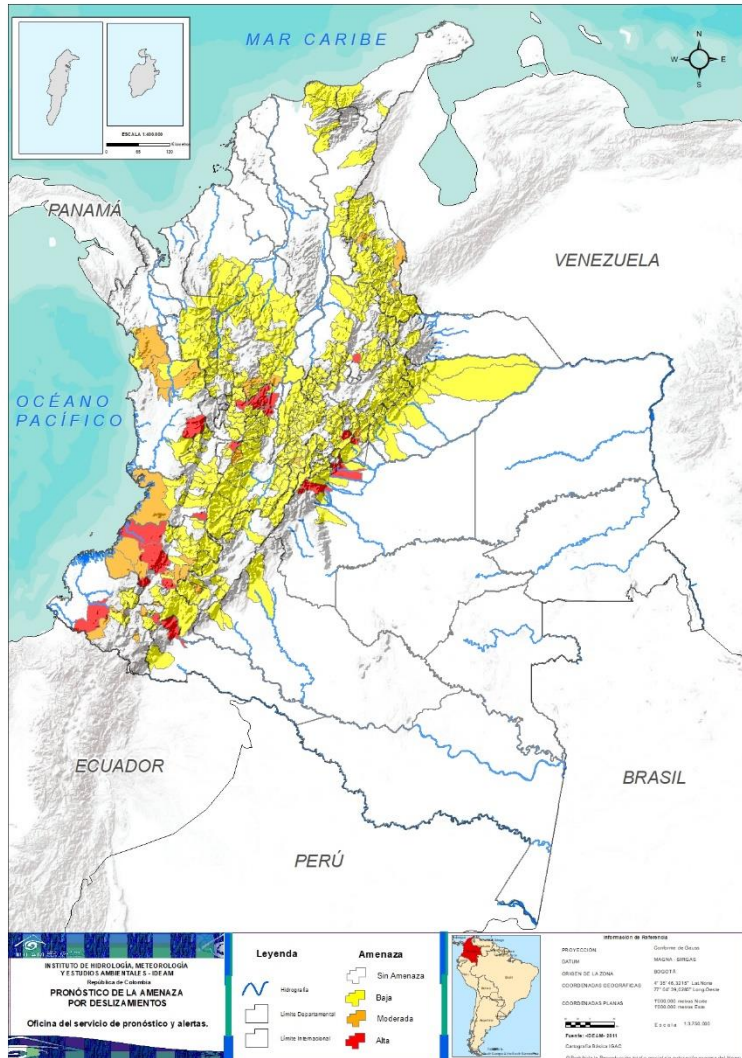 MAR CARIBE
N
W
E
S
ESCALA 1:400.000
PANAMÁ
VENEZUELA
OCÉANO
PACÍFICO
ECUADOR
BRASIL
PERÚ
INSTITUTO DE HIDROLOGÍA, METEOROLOGÍA
Y ESTUDIOS AMBIENTALES - IDEAM
República de Colombia
PRONÓSTICO DE LA AMENAZA
POR DESLIZAMIENTOS
Oficina del servicio de pronóstico y alertas.
Leyenda
Hidrografía
Límite Departamental
Límite Internacional
Amenaza
Sin Amenaza
Baja
Moderada
Alta
Información de Referencia
PROYECCION
DATUM
MAGNA - SIRGAS
ORIGEN DE LA ZONA
BOGOTÁ
COORDENADAS GEOGRÁFICAS
COORDENADAS PLANAS
Escala
Fuente: ©IDEAM- 2011
Cartografía Básica IGAC